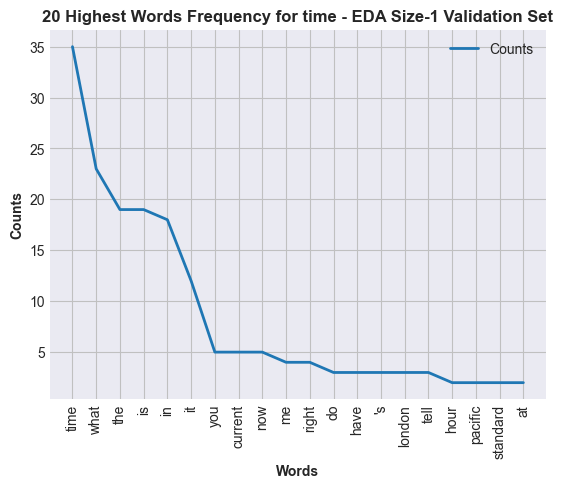 20 Highest Words Frequency for time - EDA Size-1 Validation Set
Counts
35
30
25
20
15
10
5
Counts
time
what
the
is
in
it
you
current
now
me
right
do
have
's
london
tell
hour
pacific
standard
at
Words